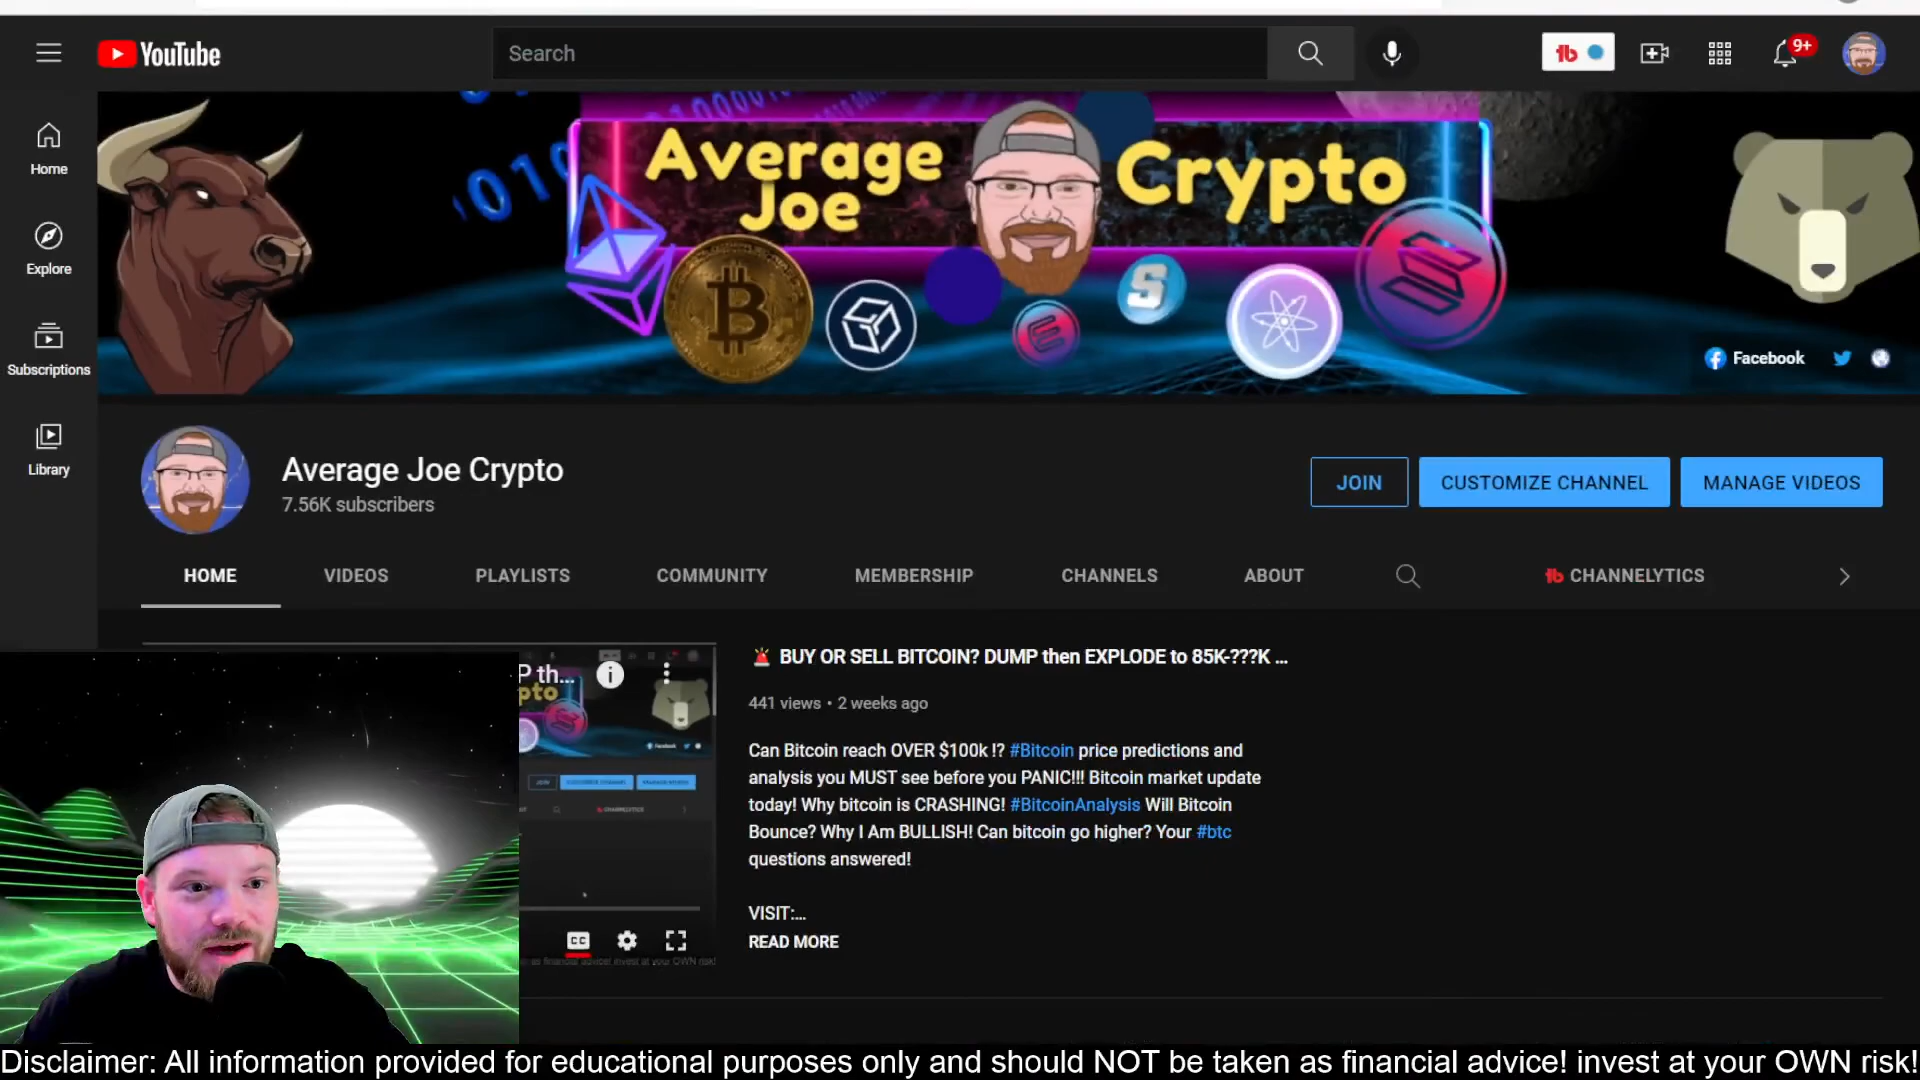 YouTube
Search
9+
Home
Explore
Subscriptions
Library
Average
Joe
Crypto
Facebook
Average Joe Crypto
7.56K subscribers
JOIN
CUSTOMIZE CHANNEL
MANAGE VIDEOS
HOME
VIDEOS
PLAYLISTS
COMMUNITY
MEMBERSHIP
CHANNELS
ABOUT
CHANNELYTICS
P th...
pto
CC
🚨 BUY OR SELL BITCOIN? DUMP then EXPLODE to 85K-???K ...
441 views • 2 weeks ago
Can Bitcoin reach OVER $100k !? #Bitcoin price predictions and
analysis you MUST see before you PANIC!!! Bitcoin market update
today! Why bitcoin is CRASHING! #BitcoinAnalysis Will Bitcoin
Bounce? Why I Am BULLISH! Can bitcoin go higher? Your #btc
questions answered!
VISIT:...
READ MORE
Disclaimer: All information provided for educational purposes only and should NOT be taken as financial advice! invest at your OWN risk!